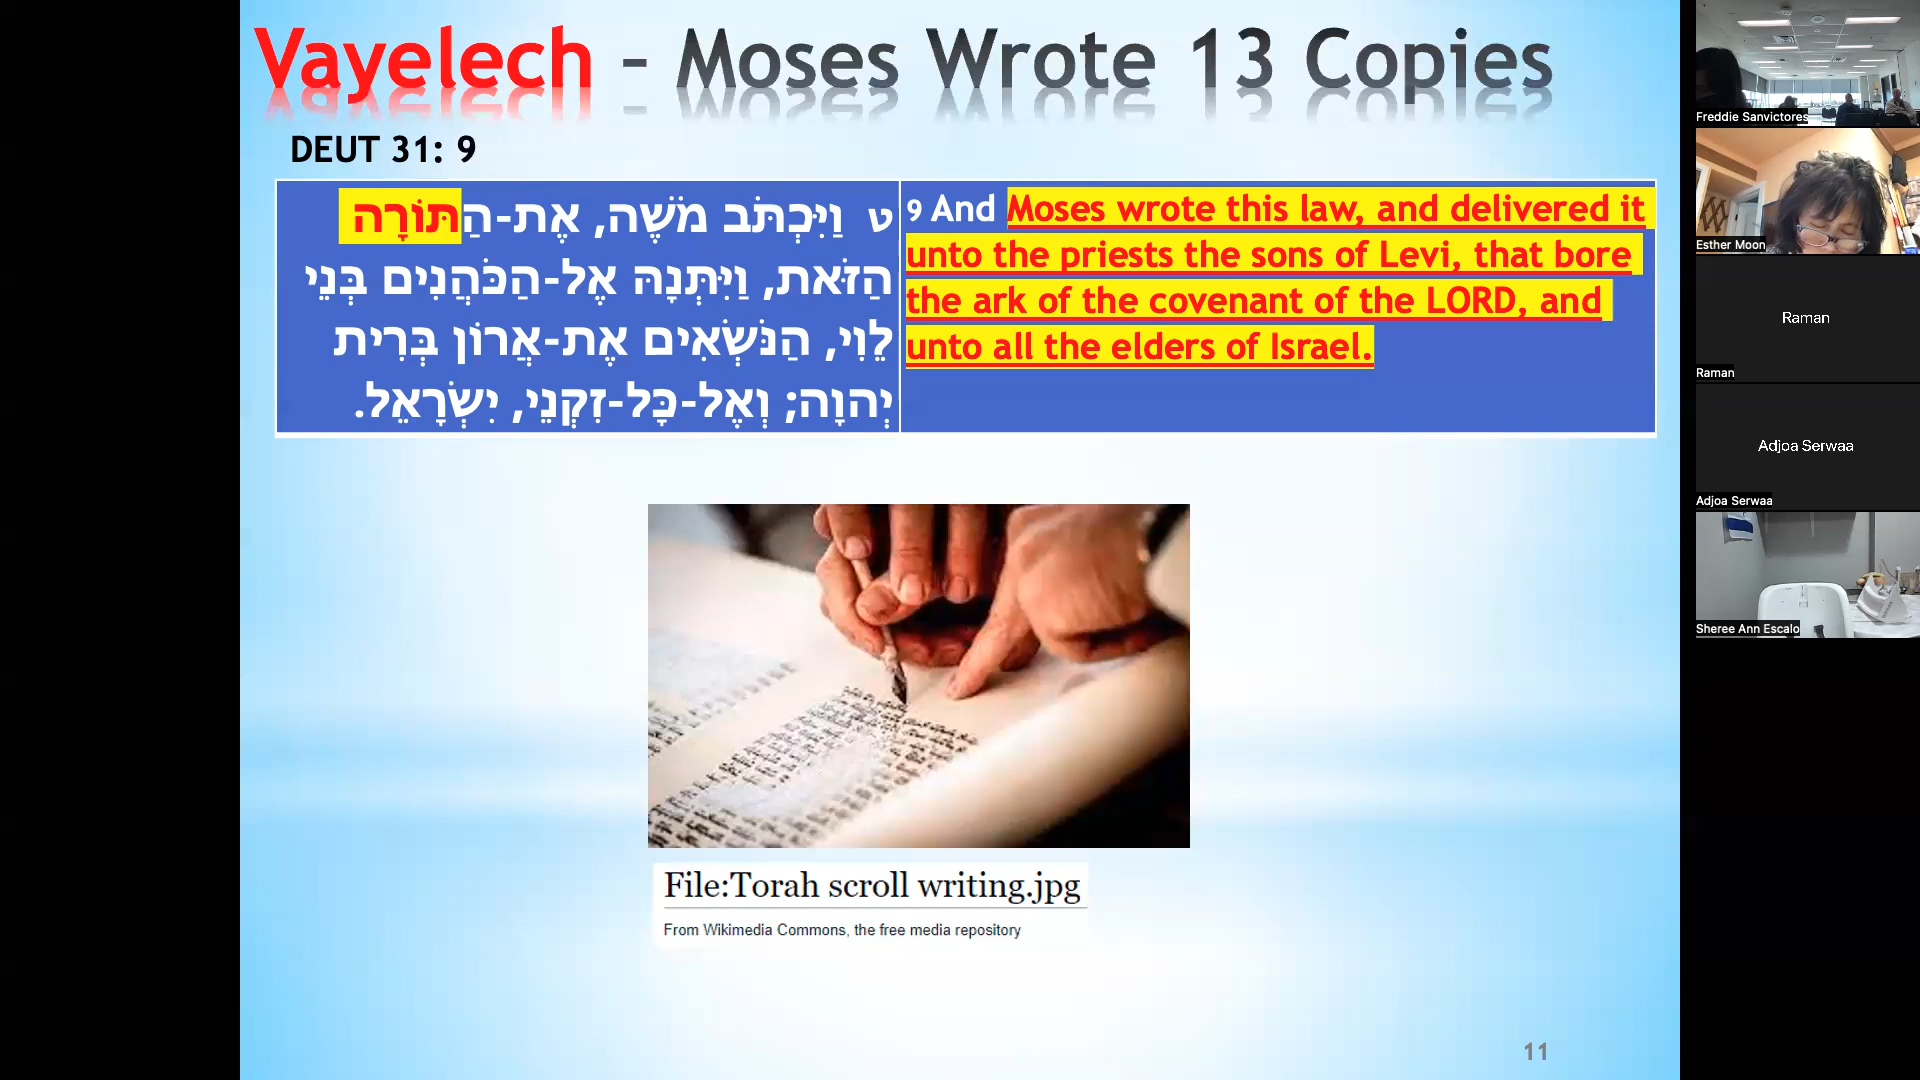 Vayelech - Moses Wrote 13 Copies
DEUT 31: 9
ט וַיִּכְתֹּב מֹשֶׁה, אֶת-הַתּוֹרָה
הַזֹּאת, וַיִּתְּנָהּ אֶל-הַכֹּהֲנִים בְּנֵי
לֵוִי, הַנֹּשְׂאִים אֶת-אֲרוֹן בְּרִית
יְהוָה; וְאֶל-כָּל-זִקְנֵי, יִשְׂרָאֵל.
9 And Moses wrote this law, and delivered it
unto the priests the sons of Levi, that bore
the ark of the covenant of the LORD, and
unto all the elders of Israel.
File:Torah scroll writing.jpg
From Wikimedia Commons, the free media repository
11
Freddie Sanvictores
Esther Moon
Raman
Raman
Adjoa Serwaa
Adjoa Serwaa
Sheree Ann Escalo